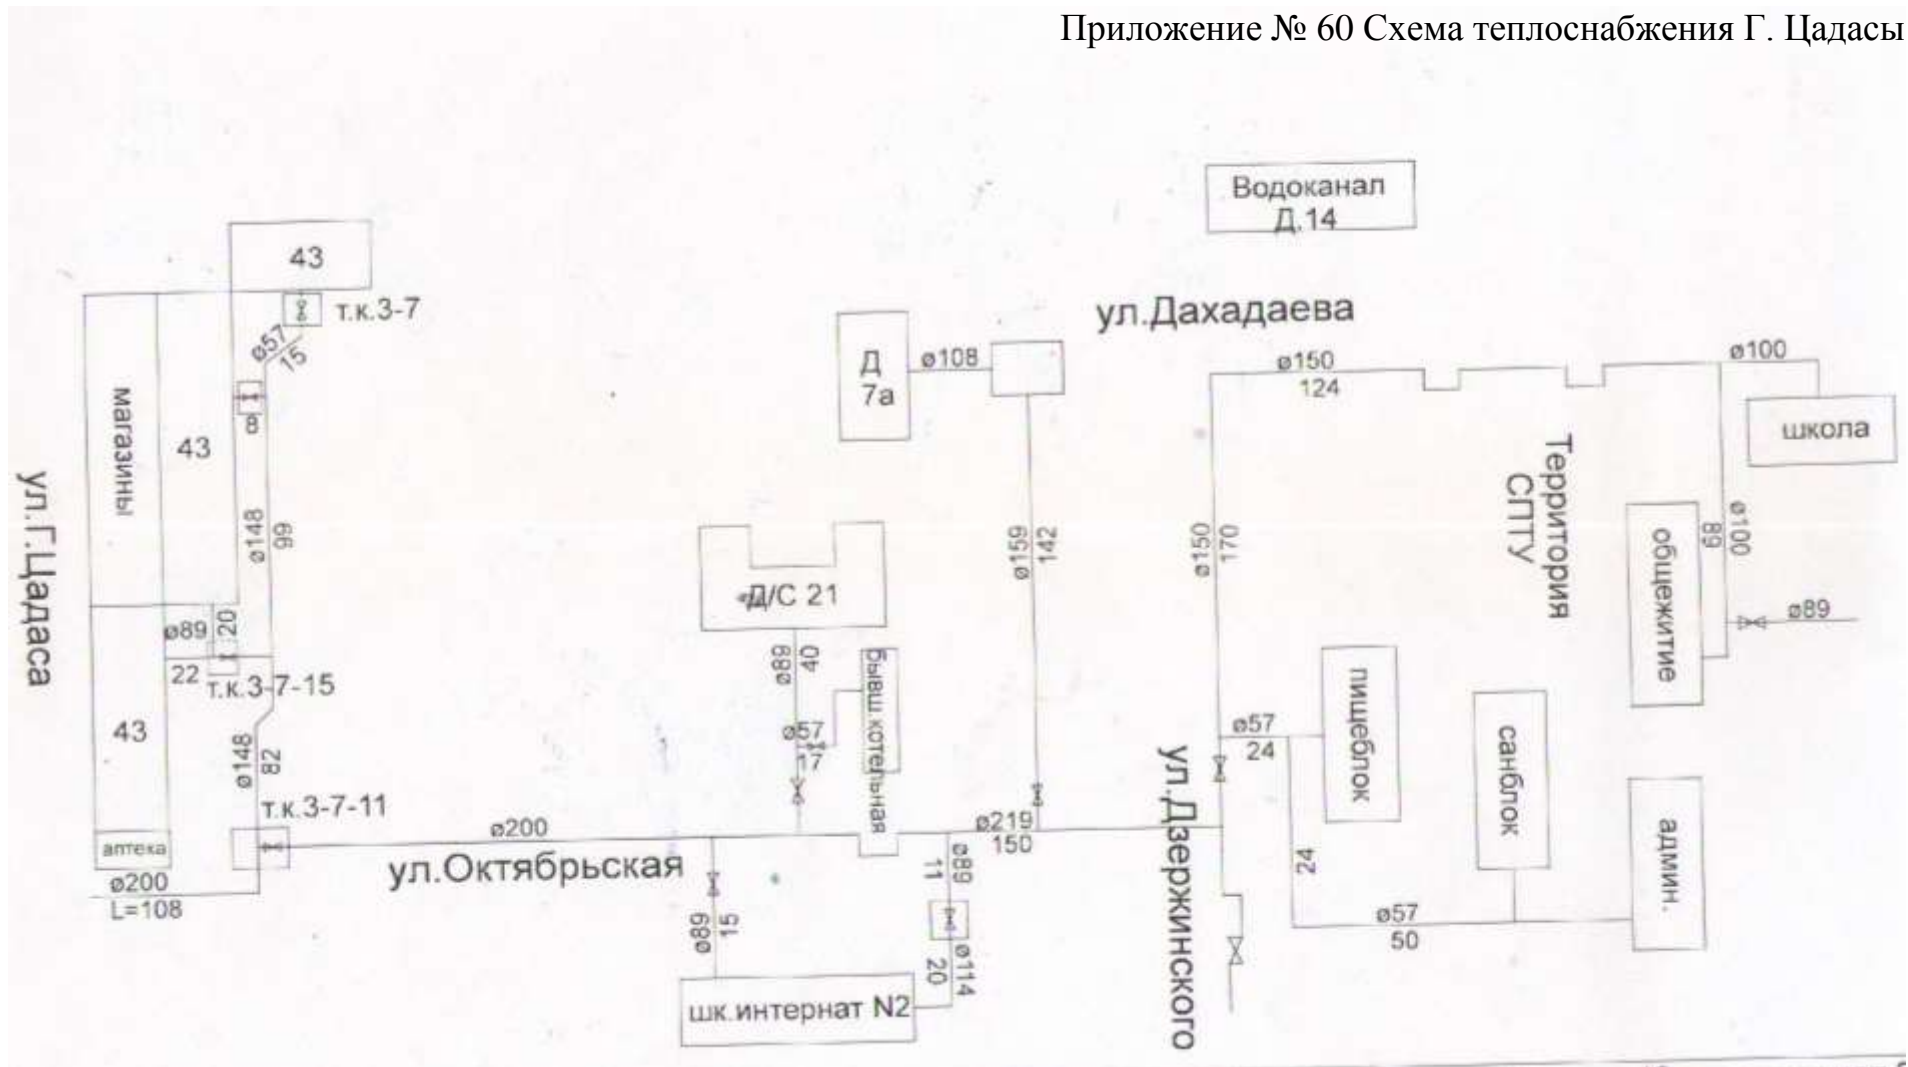 Приложение № 60 Схема теплоснабжения Г. Цадасы
Водоканал
Д.14
43
т.к.3-7
ø57
15
8
магазины
43
ø148
99
ул.Г.Цадаса
ø89
20
22
т.к.3-7-15
43
ø148
82
т.к.3-7-11
аптека
ø200
L=108
ø200
ул.Октябрьская
Д
7а
ø108
ул.Дахадаева
ø159
142
Д/С 21
ø89
40
ø57
17
бывш.котельная
ø219
150
ø89
15
ø89
11
ø114
20
шк.интернат N2
ø150
124
ø100
школа
Территория
СПТУ
ø150
170
общежитие
ø100
89
ø89
ø57
24
пищеблок
санблок
админ.
24
ø57
50
ул.Дзержинского